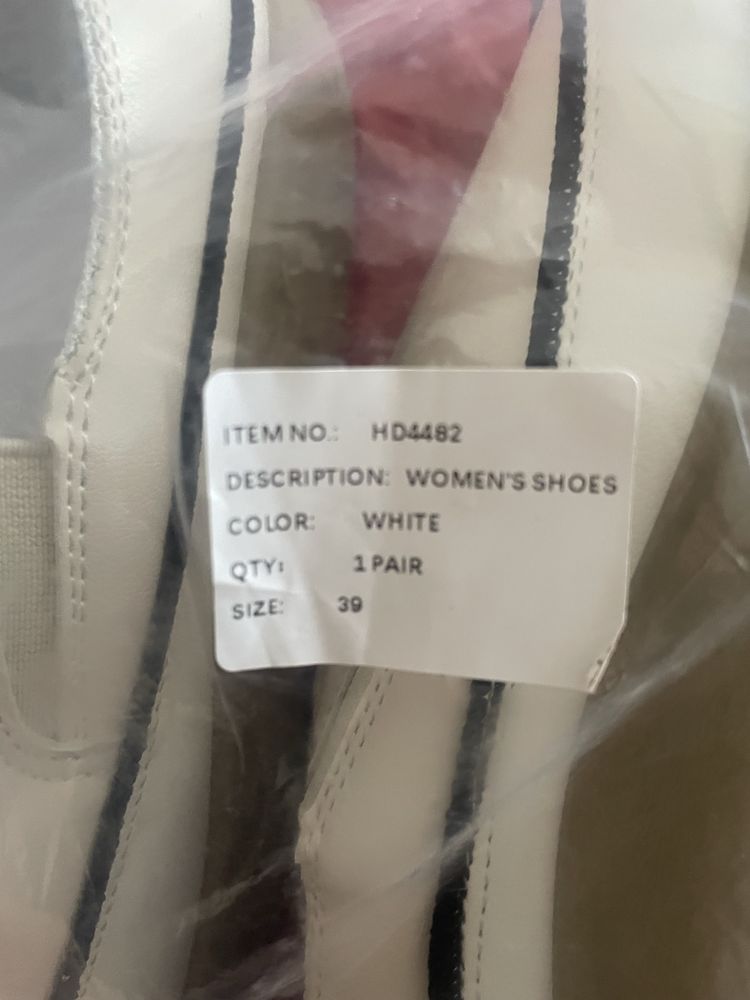 ITEM NO.: HD4482
DESCRIPTION: WOMEN'S SHOES
COLOR: WHITE
QTY: 1 PAIR
SIZE: 39